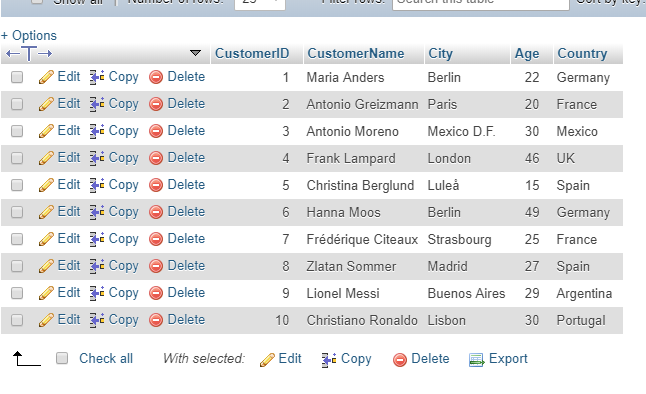 Show all Number of rows: 25 Filter rows: Search this table Sort by key:
+ Options
CustomerID CustomerName City Age Country
Edit Copy Delete 1 Maria Anders Berlin 22 Germany
Edit Copy Delete 2 Antonio Greizmann Paris 20 France
Edit Copy Delete 3 Antonio Moreno Mexico D.F. 30 Mexico
Edit Copy Delete 4 Frank Lampard London 46 UK
Edit Copy Delete 5 Christina Berglund Luleå 15 Spain
Edit Copy Delete 6 Hanna Moos Berlin 49 Germany
Edit Copy Delete 7 Frédérique Citeaux Strasbourg 25 France
Edit Copy Delete 8 Zlatan Sommer Madrid 27 Spain
Edit Copy Delete 9 Lionel Messi Buenos Aires 29 Argentina
Edit Copy Delete 10 Christiano Ronaldo Lisbon 30 Portugal
Check all With selected: Edit Copy Delete Export